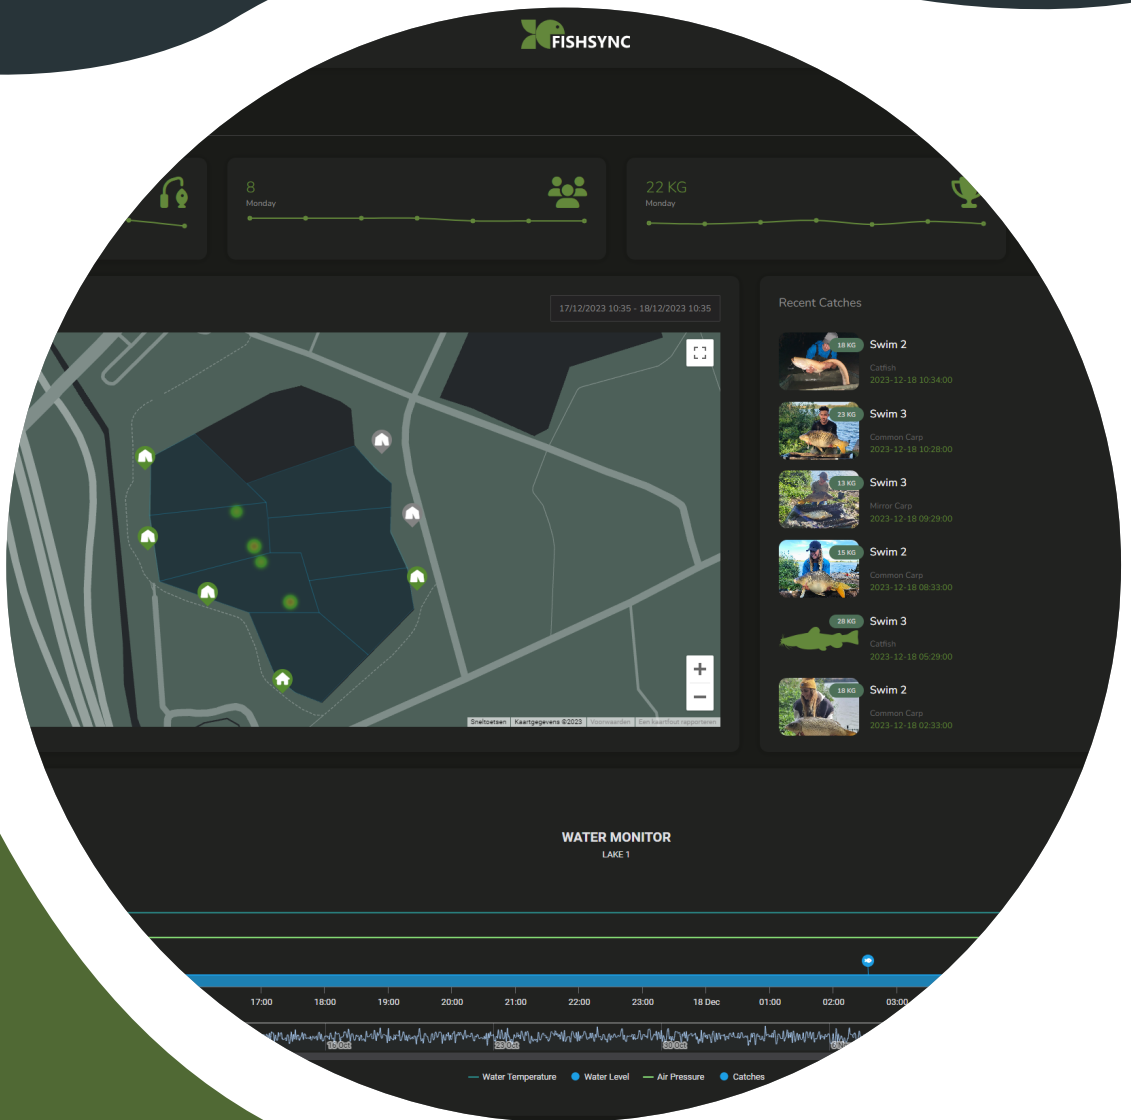 FISHSYNC
8
Monday
22 KG
Monday
17/12/2023 10:35 - 18/12/2023 10:35
Recent Catches
18 KG
Swim 2
Catfish
2023-12-18 10:34:00
23 KG
Swim 3
Common Carp
2023-12-18 10:28:00
13 KG
Swim 3
Mirror Carp
2023-12-18 09:29:00
15 KG
Swim 2
Common Carp
2023-12-18 08:33:00
28 KG
Swim 3
Catfish
2023-12-18 05:29:00
18 KG
Swim 2
Common Carp
2023-12-18 02:33:00
Sneltoetsen Kaartgegevens ©2023 Voorwaarden Een kaartfout rapporteren
WATER MONITOR
LAKE 1
17:00 18:00 19:00 20:00 21:00 22:00 23:00 18 Dec 01:00 02:00 03:00
16 Oct 23 Oct 30 Oct
Water Temperature Water Level Air Pressure Catches